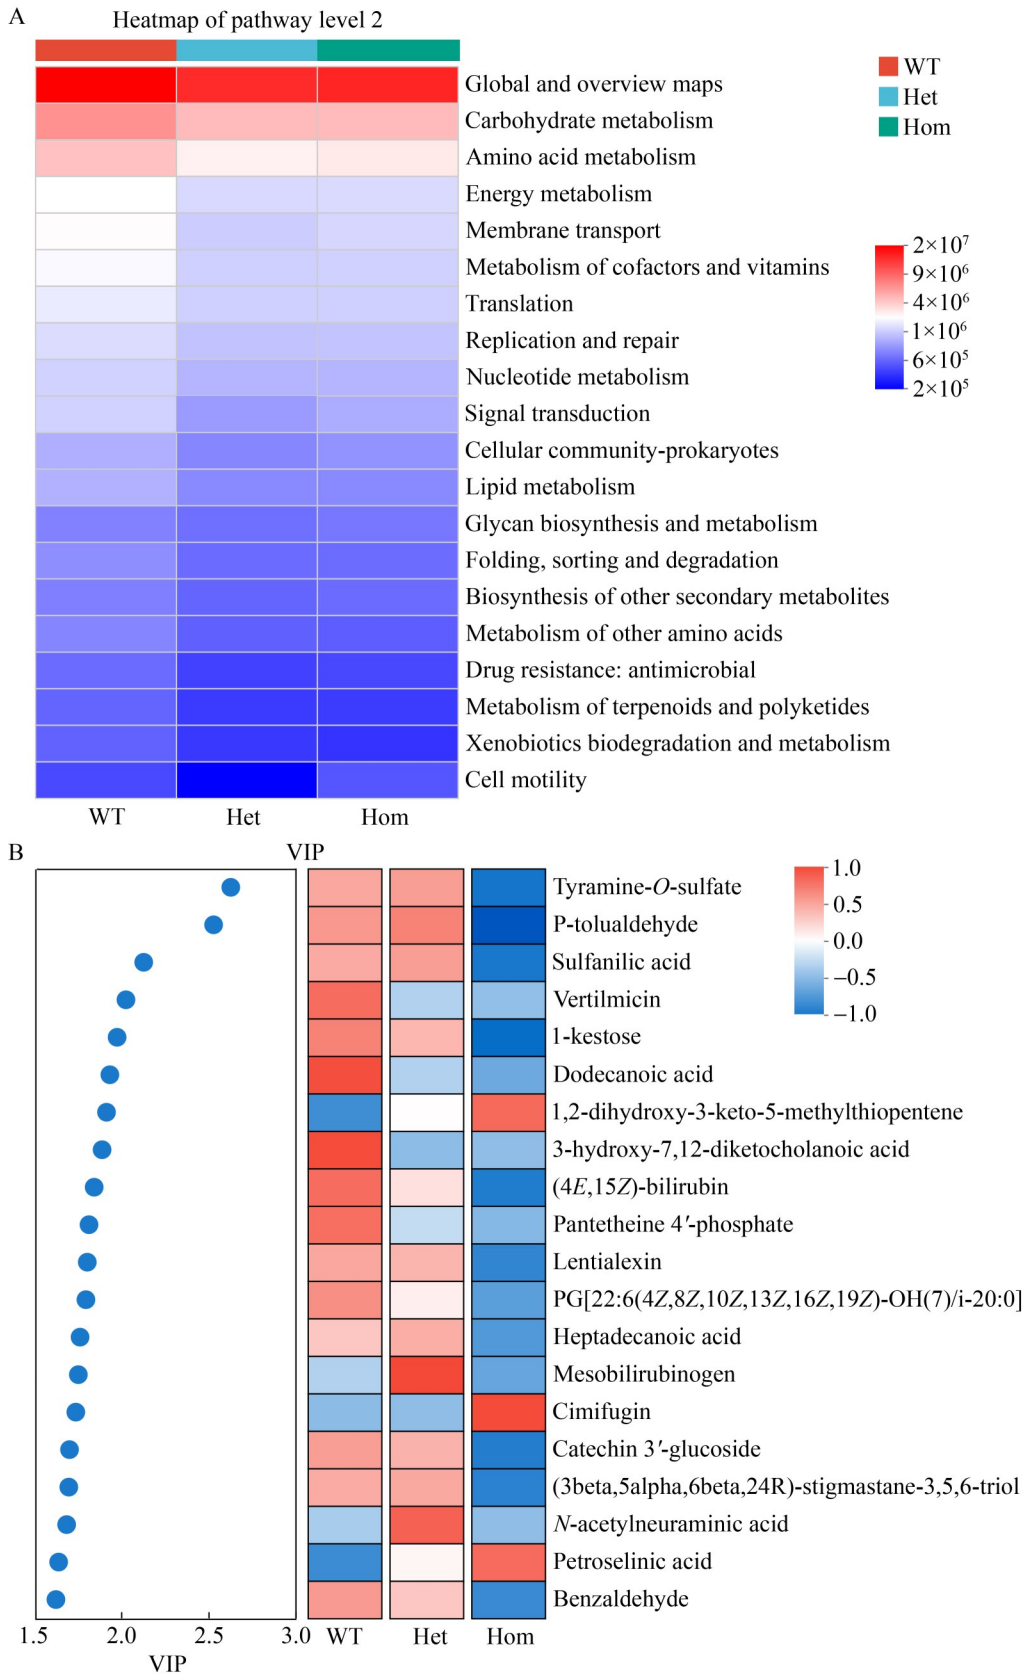 A
Heatmap of pathway level 2
WT
Het
Hom
Global and overview maps
Carbohydrate metabolism
Amino acid metabolism
Energy metabolism
Membrane transport
Metabolism of cofactors and vitamins
Translation
Replication and repair
Nucleotide metabolism
Signal transduction
Cellular community-prokaryotes
Lipid metabolism
Glycan biosynthesis and metabolism
Folding, sorting and degradation
Biosynthesis of other secondary metabolites
Metabolism of other amino acids
Drug resistance: antimicrobial
Metabolism of terpenoids and polyketides
Xenobiotics biodegradation and metabolism
Cell motility
2×10⁷
9×10⁶
4×10⁶
1×10⁶
6×10⁵
2×10⁵
WT Het Hom
B
VIP
Tyramine-O-sulfate
P-tolualdehyde
Sulfanilic acid
Vertilmicin
1-kestose
Dodecanoic acid
1,2-dihydroxy-3-keto-5-methylthiopentene
3-hydroxy-7,12-diketocholanoic acid
(4E,15Z)-bilirubin
Pantetheine 4′-phosphate
Lentialexin
PG[22:6(4Z,8Z,10Z,13Z,16Z,19Z)-OH(7)/i-20:0]
Heptadecanoic acid
Mesobilirubinogen
Cimifugin
Catechin 3′-glucoside
(3beta,5alpha,6beta,24R)-stigmastane-3,5,6-triol
N-acetylneuraminic acid
Petroselinic acid
Benzaldehyde
1.0
0.5
0.0
−0.5
−1.0
1.5 2.0 2.5 3.0
WT Het Hom
VIP